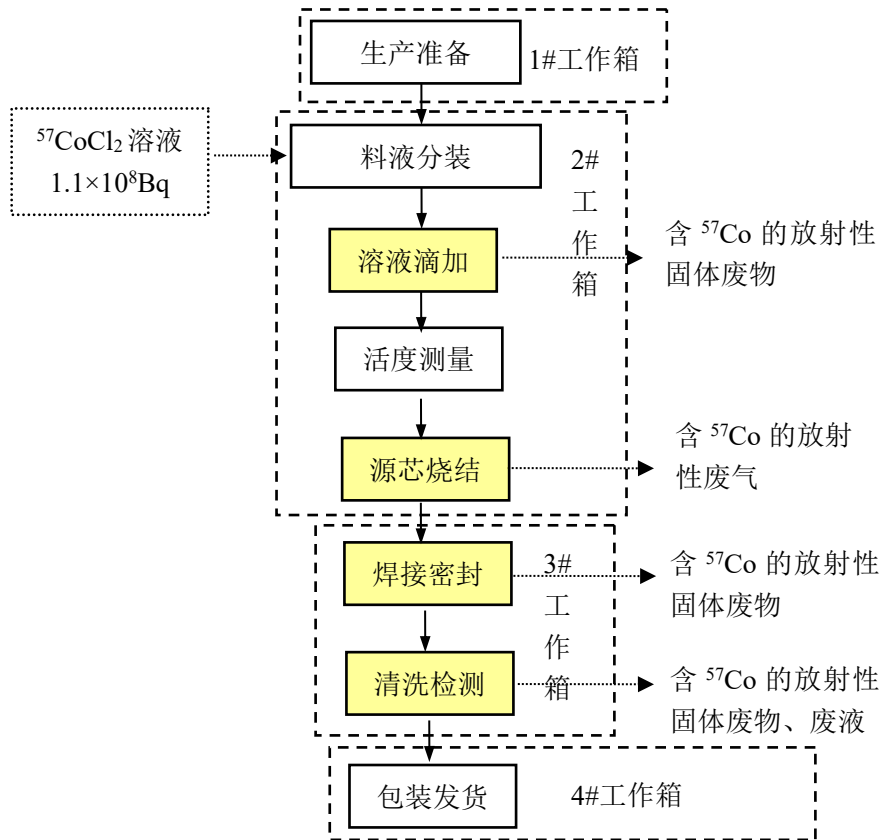 生产准备
1#工作箱
⁵⁷CoCl₂ 溶液
1.1×10⁸Bq
料液分装
2#
工
作
箱
溶液滴加
含 ⁵⁷Co 的放射性
固体废物
活度测量
源芯烧结
含 ⁵⁷Co 的放射
性废气
焊接密封
3#
工
作
箱
含 ⁵⁷Co 的放射性
固体废物
清洗检测
含 ⁵⁷Co 的放射性
固体废物、废液
包装发货
4#工作箱